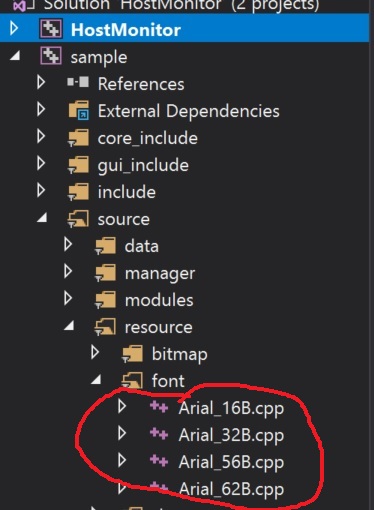 Solution 'HostMonitor' (2 projects)
HostMonitor
sample
References
External Dependencies
core_include
gui_include
include
source
data
manager
modules
resource
bitmap
font
Arial_16B.cpp
Arial_32B.cpp
Arial_56B.cpp
Arial_62B.cpp